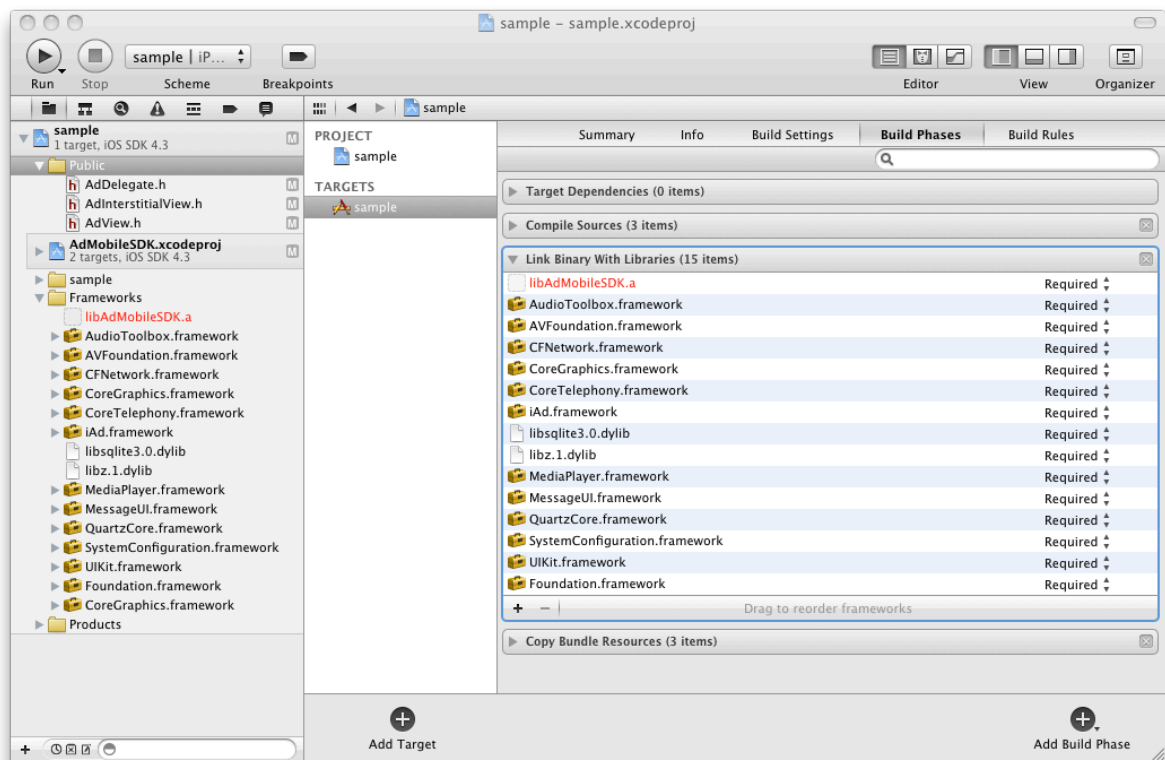 sample – sample.xcodeproj
sample | iP...
Run Stop Scheme Breakpoints Editor View Organizer
sample
sample
1 target, iOS SDK 4.3
M
Public
AdDelegate.h M
AdInterstitialView.h M
AdView.h M
AdMobileSDK.xcodeproj
2 targets, iOS SDK 4.3
M
sample
Frameworks
libAdMobileSDK.a
AudioToolbox.framework
AVFoundation.framework
CFNetwork.framework
CoreGraphics.framework
CoreTelephony.framework
iAd.framework
libsqlite3.0.dylib
libz.1.dylib
MediaPlayer.framework
MessageUI.framework
QuartzCore.framework
SystemConfiguration.framework
UIKit.framework
Foundation.framework
CoreGraphics.framework
Products
PROJECT
sample
TARGETS
sample
Summary Info Build Settings Build Phases Build Rules
Target Dependencies (0 items)
Compile Sources (3 items)
Link Binary With Libraries (15 items)
libAdMobileSDK.a Required
AudioToolbox.framework Required
AVFoundation.framework Required
CFNetwork.framework Required
CoreGraphics.framework Required
CoreTelephony.framework Required
iAd.framework Required
libsqlite3.0.dylib Required
libz.1.dylib Required
MediaPlayer.framework Required
MessageUI.framework Required
QuartzCore.framework Required
SystemConfiguration.framework Required
UIKit.framework Required
Foundation.framework Required
+ − Drag to reorder frameworks
Copy Bundle Resources (3 items)
Add Target
Add Build Phase